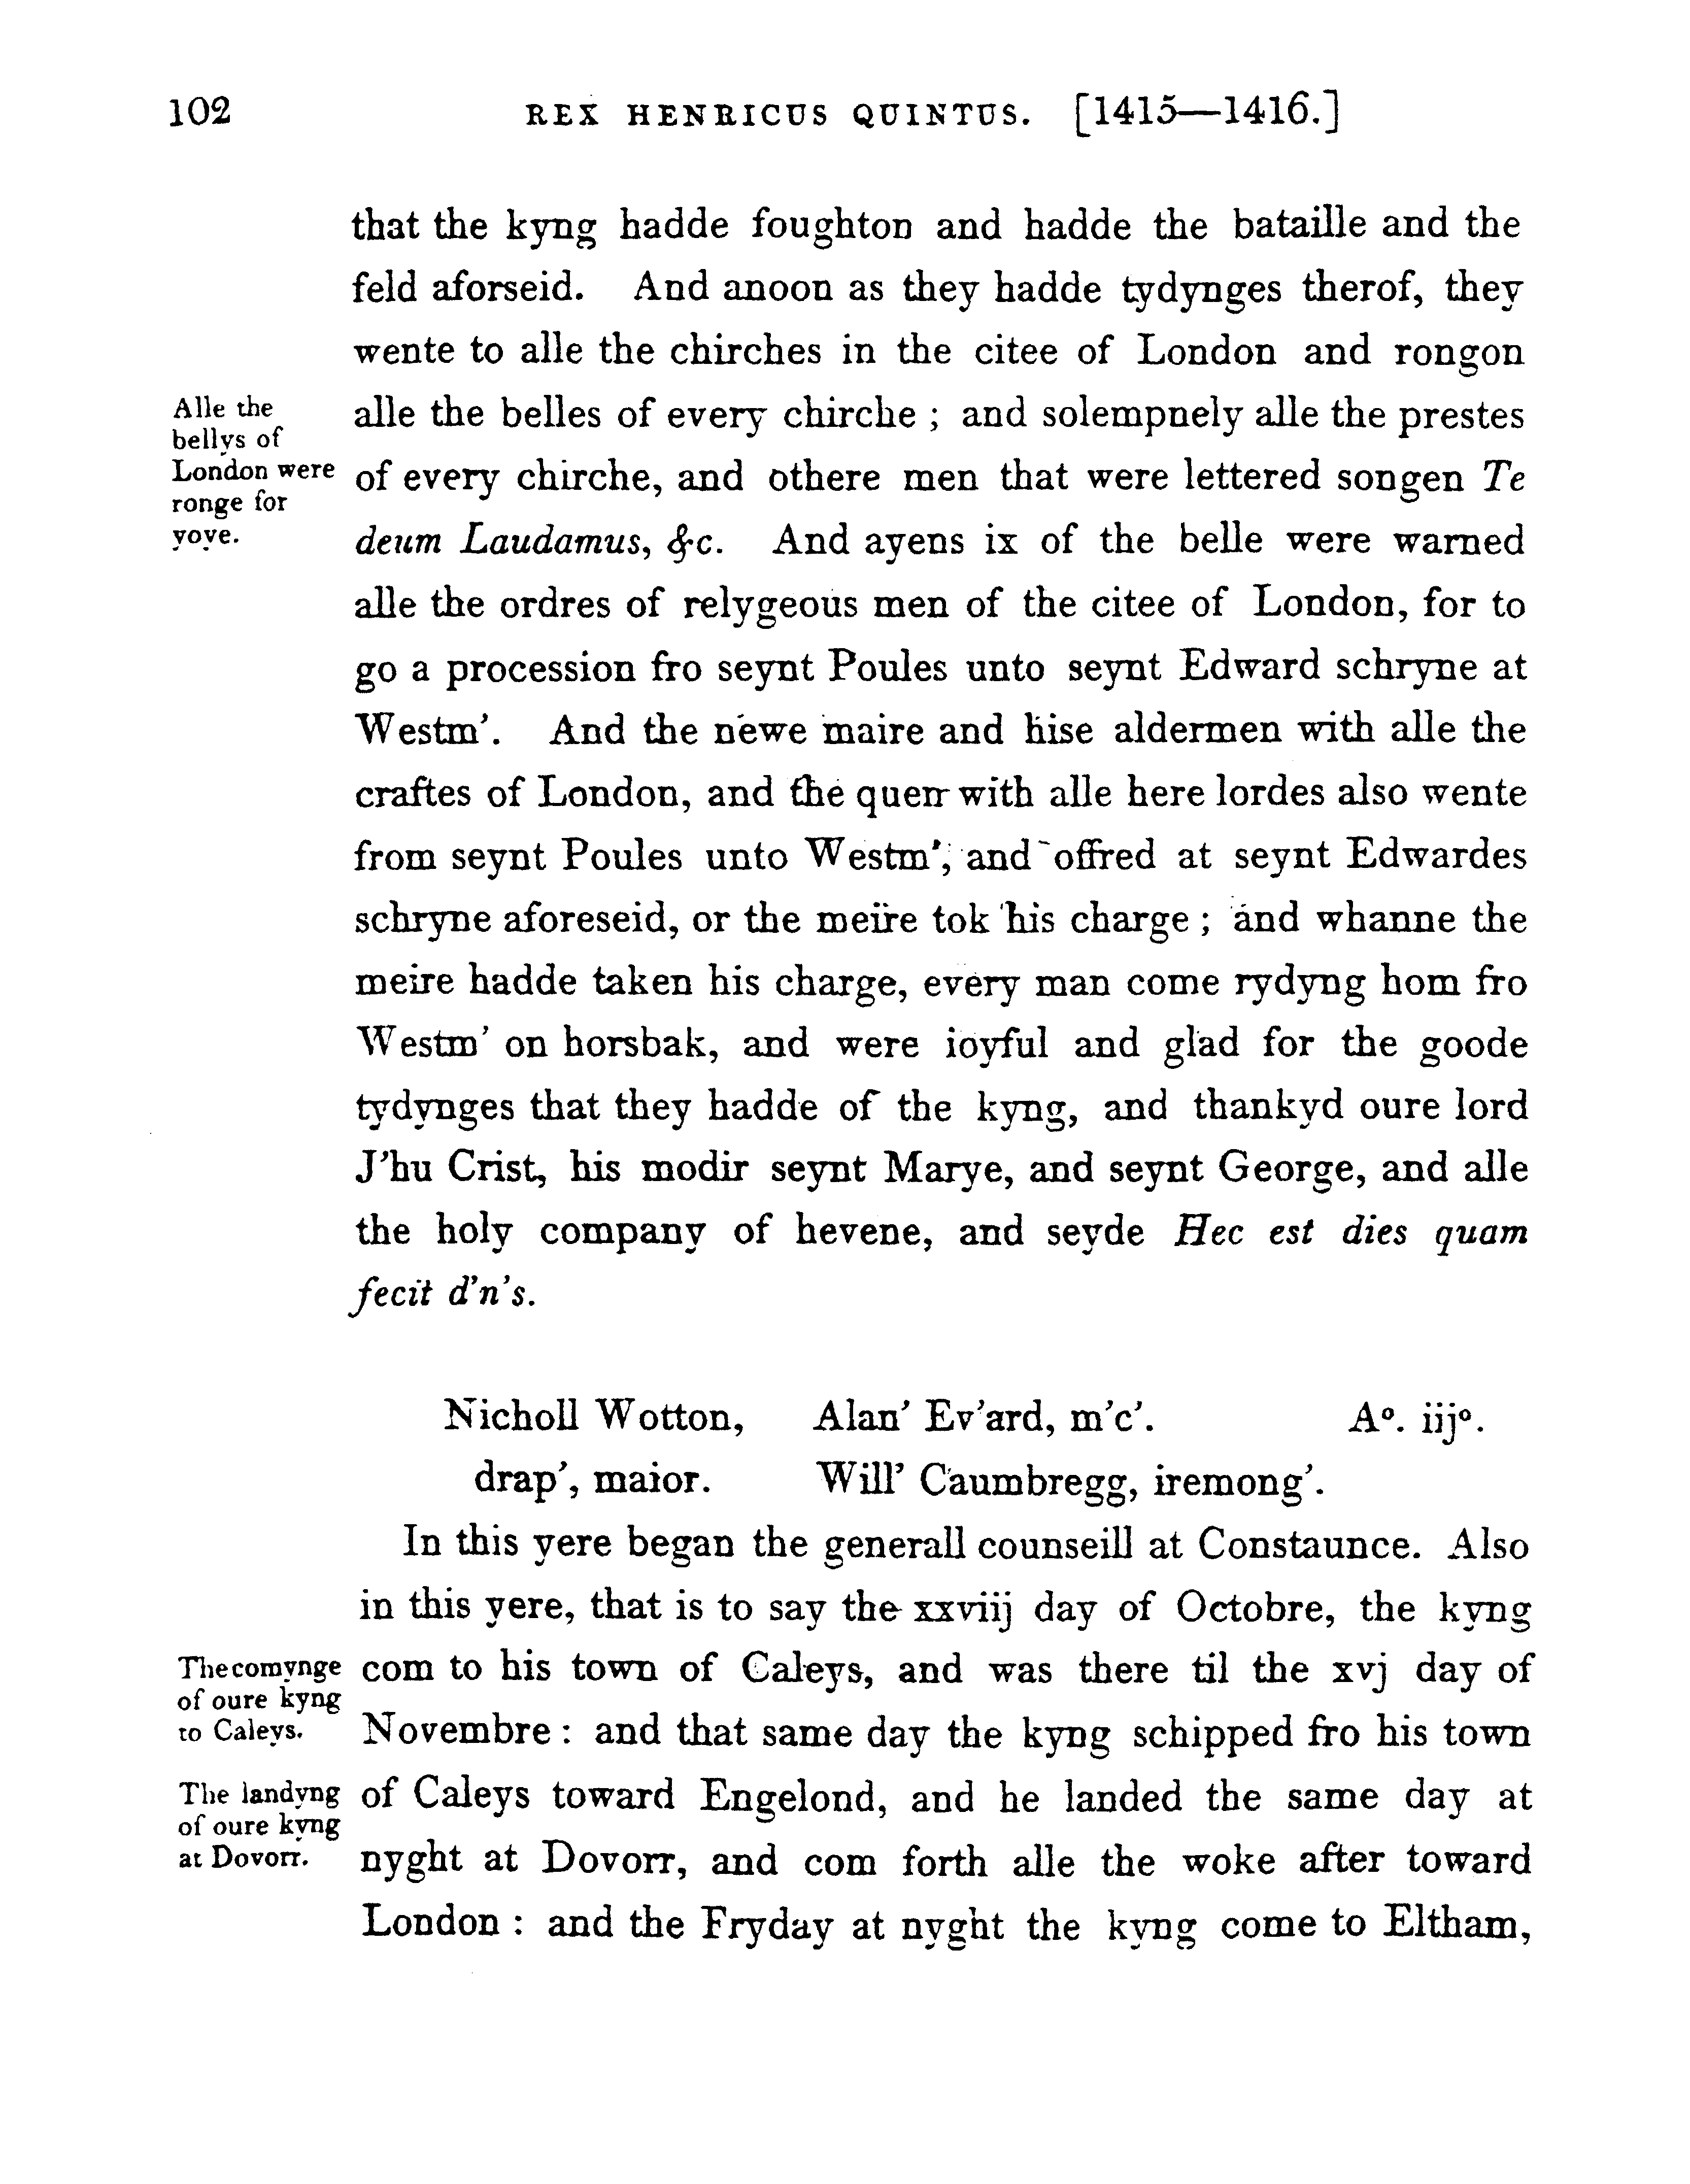 102 REX HENRICUS QUINTUS. [1415—1416.]
that the kyng hadde foughton and hadde the bataille and the
feld aforseid. And anoon as they hadde tydynges therof, they
wente to alle the chirches in the citee of London and rongon
Alle the
bellys of
London were
ronge for
yoye.
alle the belles of every chirche ; and solempnely alle the prestes
of every chirche, and othere men that were lettered songen Te
deum Laudamus, &c. And ayens ix of the belle were warned
alle the ordres of relygeous men of the citee of London, for to
go a procession fro seynt Poules unto seynt Edward schryne at
Westm'. And the newe maire and hise aldermen with alle the
craftes of London, and the querr with alle here lordes also wente
from seynt Poules unto Westm', and offred at seynt Edwardes
schryne aforeseid, or the meire tok his charge ; and whanne the
meire hadde taken his charge, every man come rydyng hom fro
Westm' on horsbak, and were ioyful and glad for the goode
tydynges that they hadde of the kyng, and thankyd oure lord
J'hu Crist, his modir seynt Marye, and seynt George, and alle
the holy company of hevene, and seyde Hec est dies quam
fecit d'n's.
Nicholl Wotton, Alan' Ev'ard, m'c'. Aº. iijº.
drap', maior. Will' Caumbregg, iremong'.
In this yere began the generall counseill at Constaunce. Also
in this yere, that is to say the xxviij day of Octobre, the kyng
The comynge
of oure kyng
to Caleys.
com to his town of Caleys, and was there til the xvj day of
Novembre : and that same day the kyng schipped fro his town
The landyng
of oure kyng
at Dovorr.
of Caleys toward Engelond, and he landed the same day at
nyght at Dovorr, and com forth alle the woke after toward
London : and the Fryday at nyght the kyng come to Eltham,